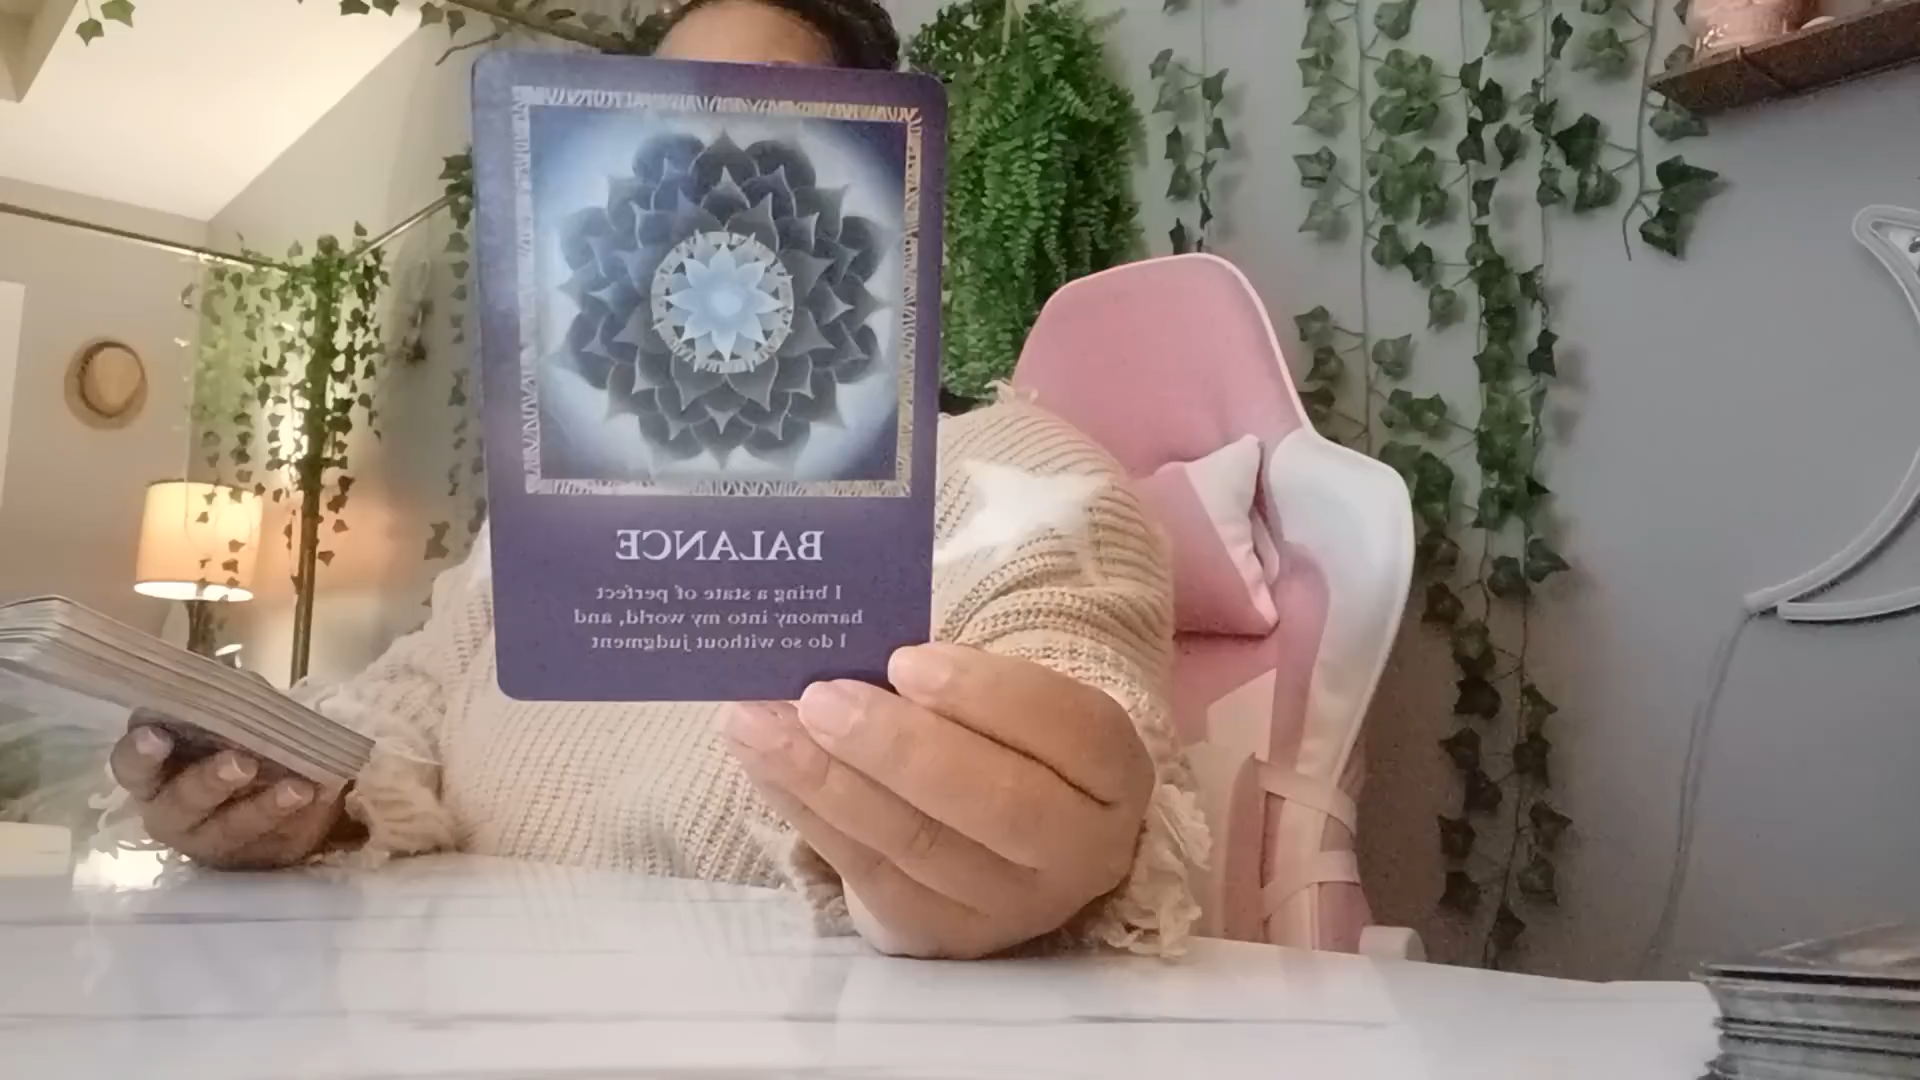 BALANCE
I bring a state of perfect
harmony into my world, and
I do so without judgment